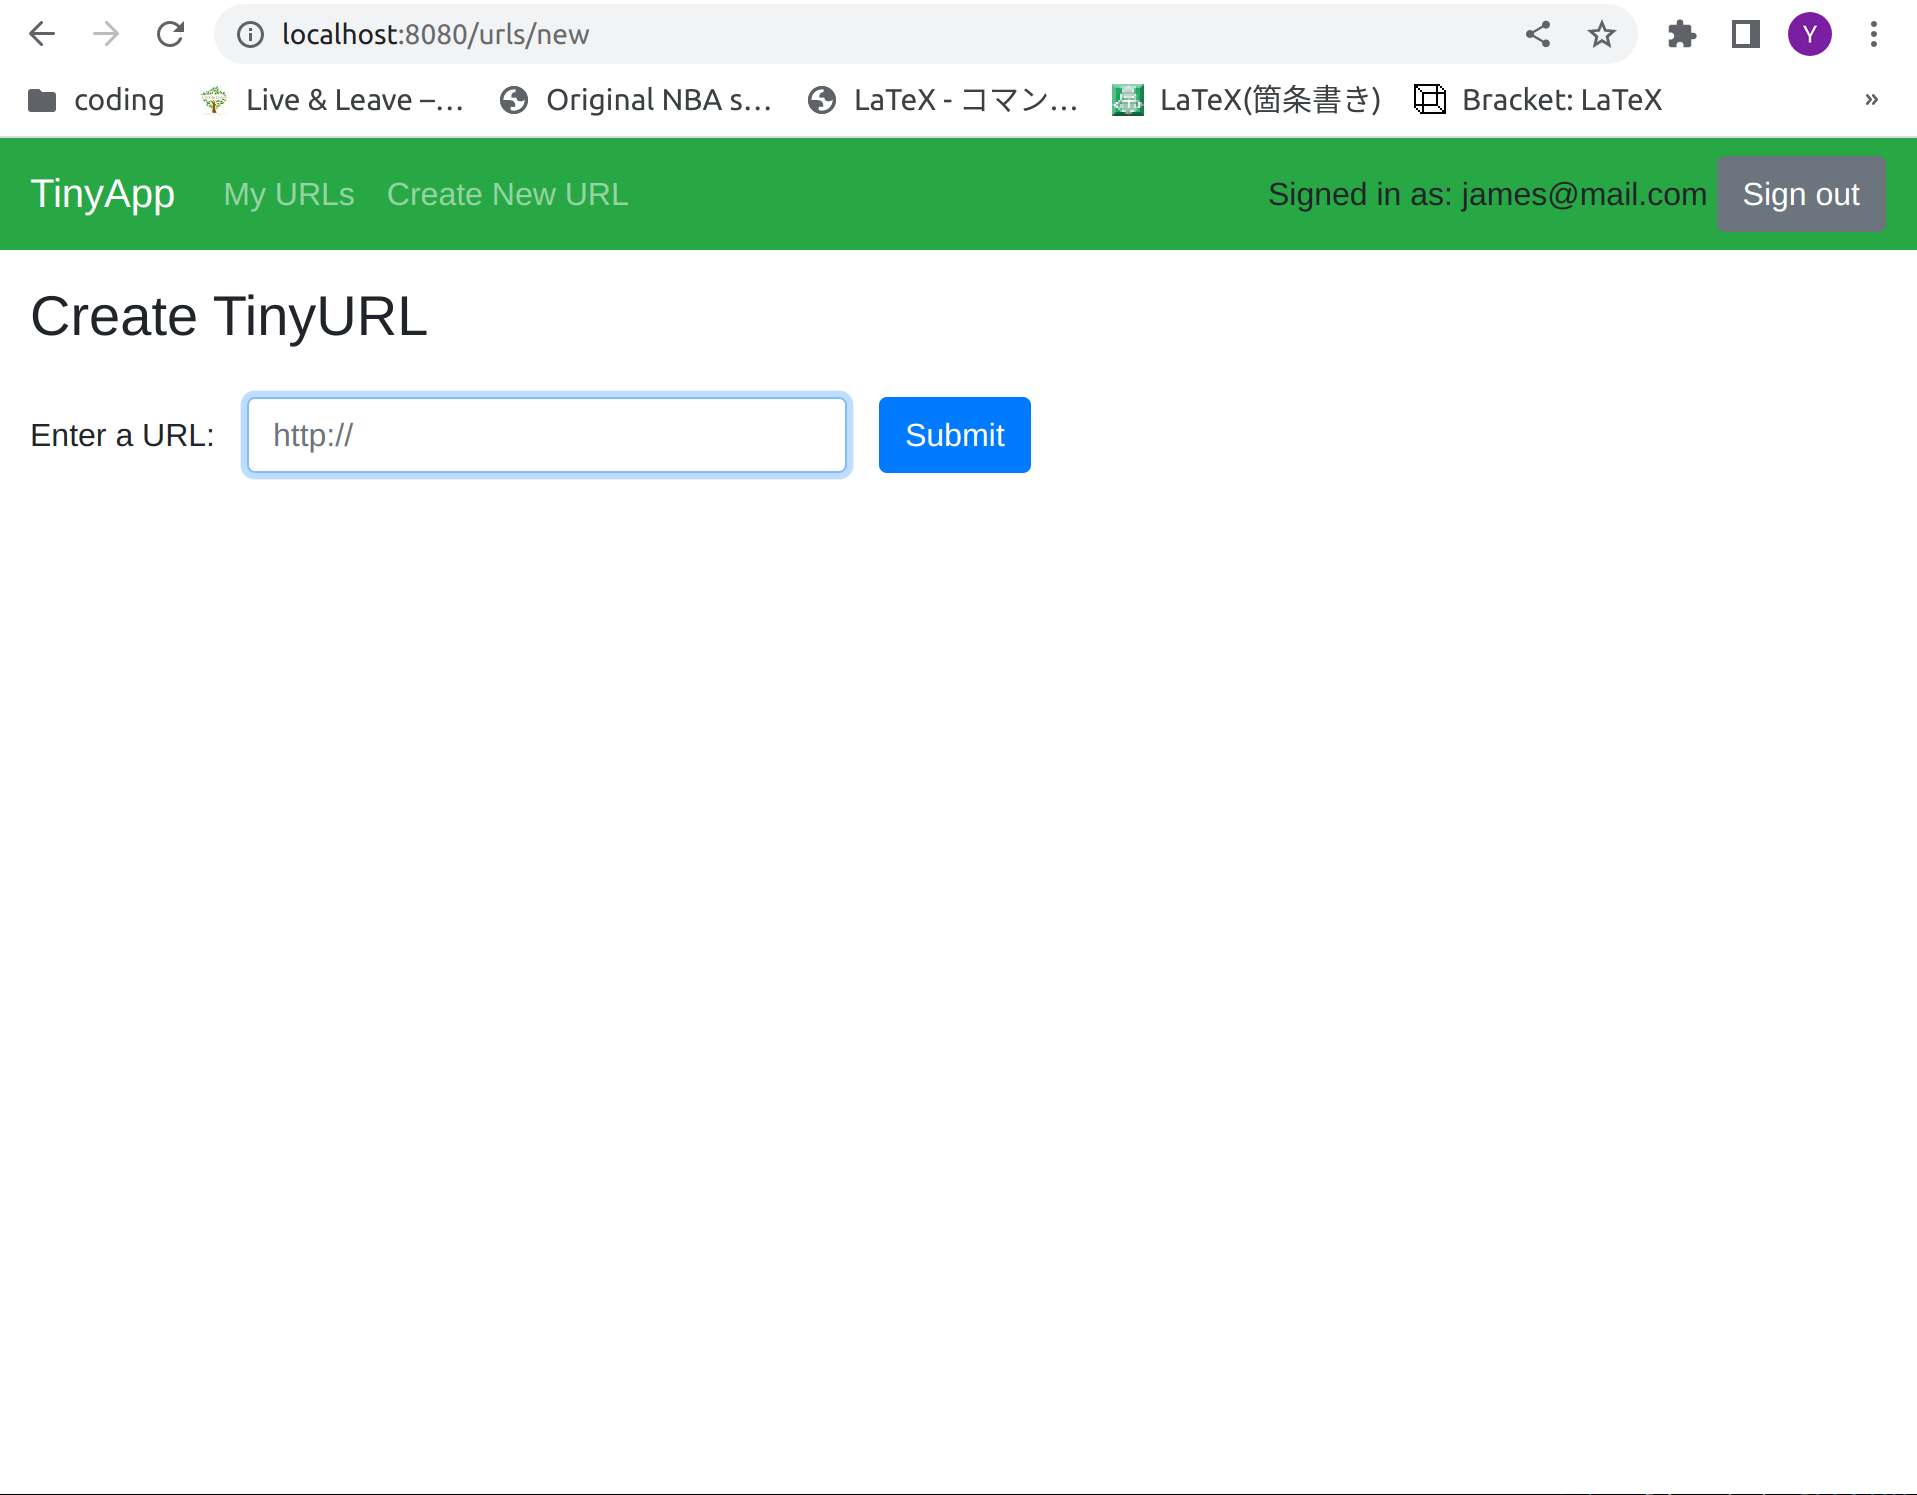 localhost:8080/urls/new
Y
coding
Live & Leave –...
Original NBA s...
LaTeX - コマン...
LaTeX(箇条書き)
Bracket: LaTeX
»
TinyApp
My URLs
Create New URL
Signed in as: james@mail.com
Sign out
Create TinyURL
Enter a URL:
http://
Submit